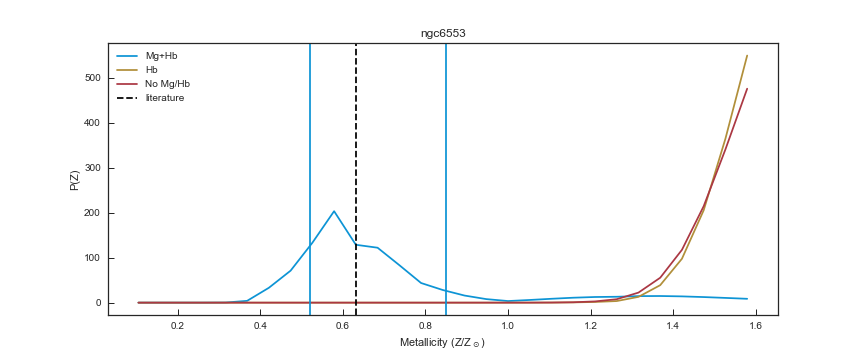 ngc6553
Mg+Hb
Hb
No Mg/Hb
literature
P(Z)
500
400
300
200
100
0
0.2 0.4 0.6 0.8 1.0 1.2 1.4 1.6
Metallicity (Z/Z⊙)